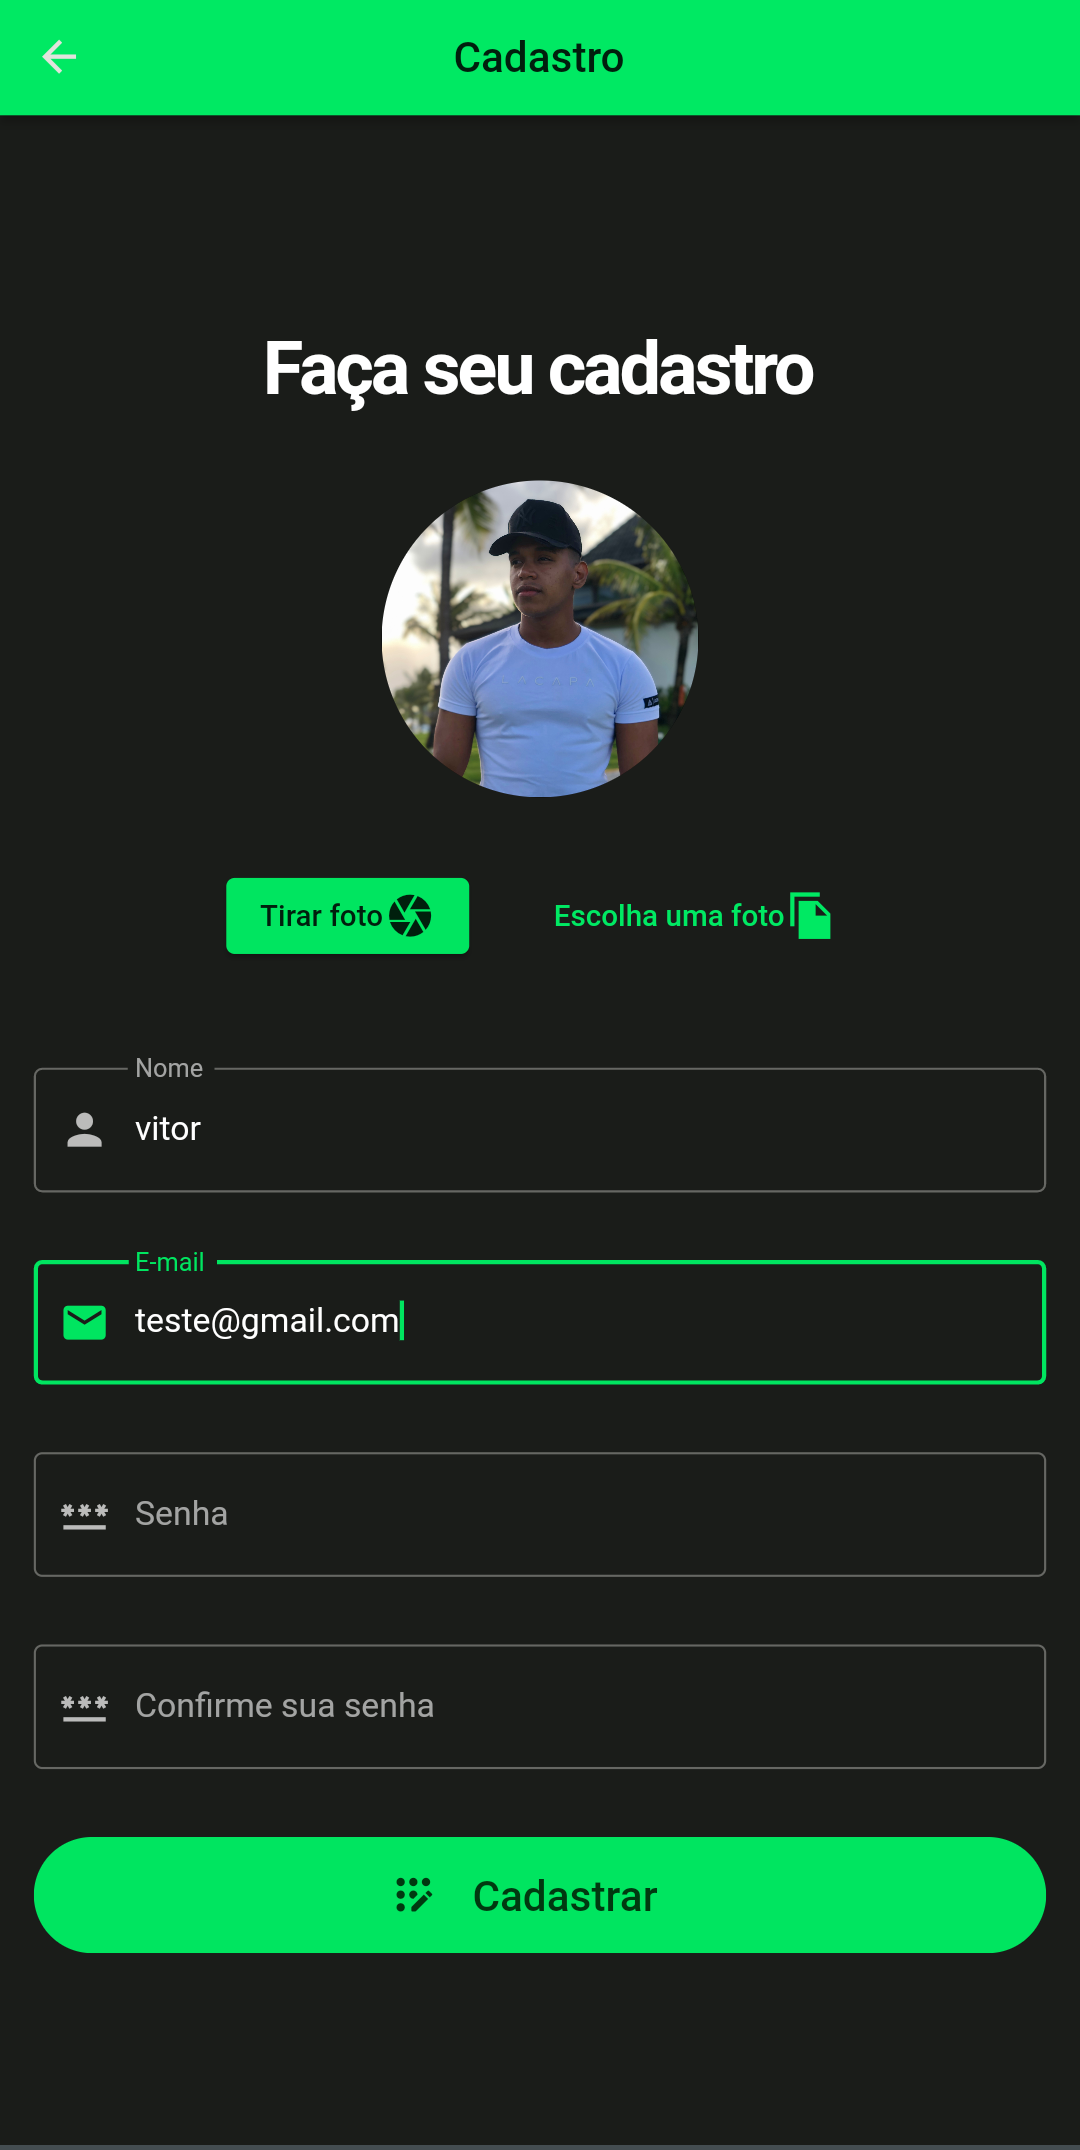 Cadastro
Faça seu cadastro
Tirar foto
Escolha uma foto
Nome
vitor
E-mail
teste@gmail.com
Senha
Confirme sua senha
Cadastrar